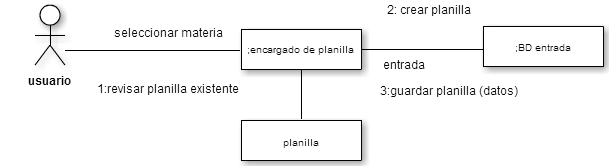 2: crear planilla
seleccionar materia
;encargado de planilla
;BD entrada
entrada
usuario
1:revisar planilla existente
3:guardar planilla (datos)
planilla